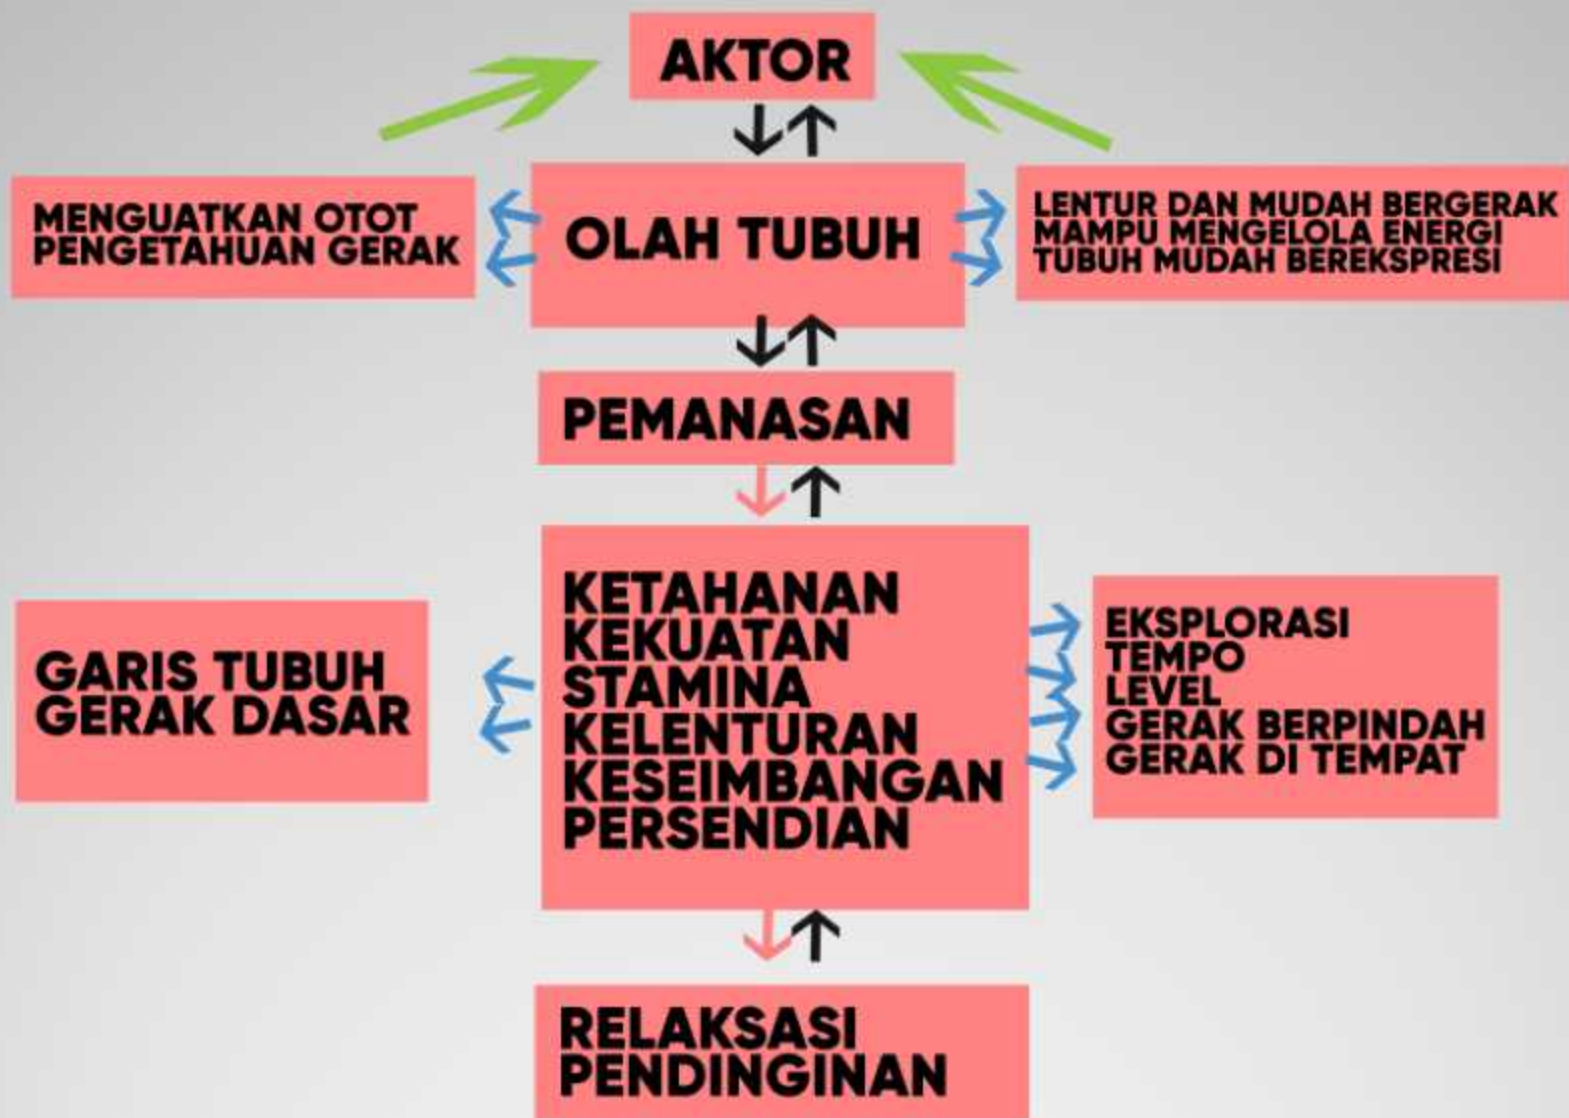 AKTOR
MENGUATKAN OTOT
PENGETAHUAN GERAK
OLAH TUBUH
LENTUR DAN MUDAH BERGERAK
MAMPU MENGELOLA ENERGI
TUBUH MUDAH BEREKSPRESI
PEMANASAN
GARIS TUBUH
GERAK DASAR
KETAHANAN
KEKUATAN
STAMINA
KELENTURAN
KESEIMBANGAN
PERSENDIAN
EKSPLORASI
TEMPO
LEVEL
GERAK BERPINDAH
GERAK DI TEMPAT
RELAKSASI
PENDINGINAN